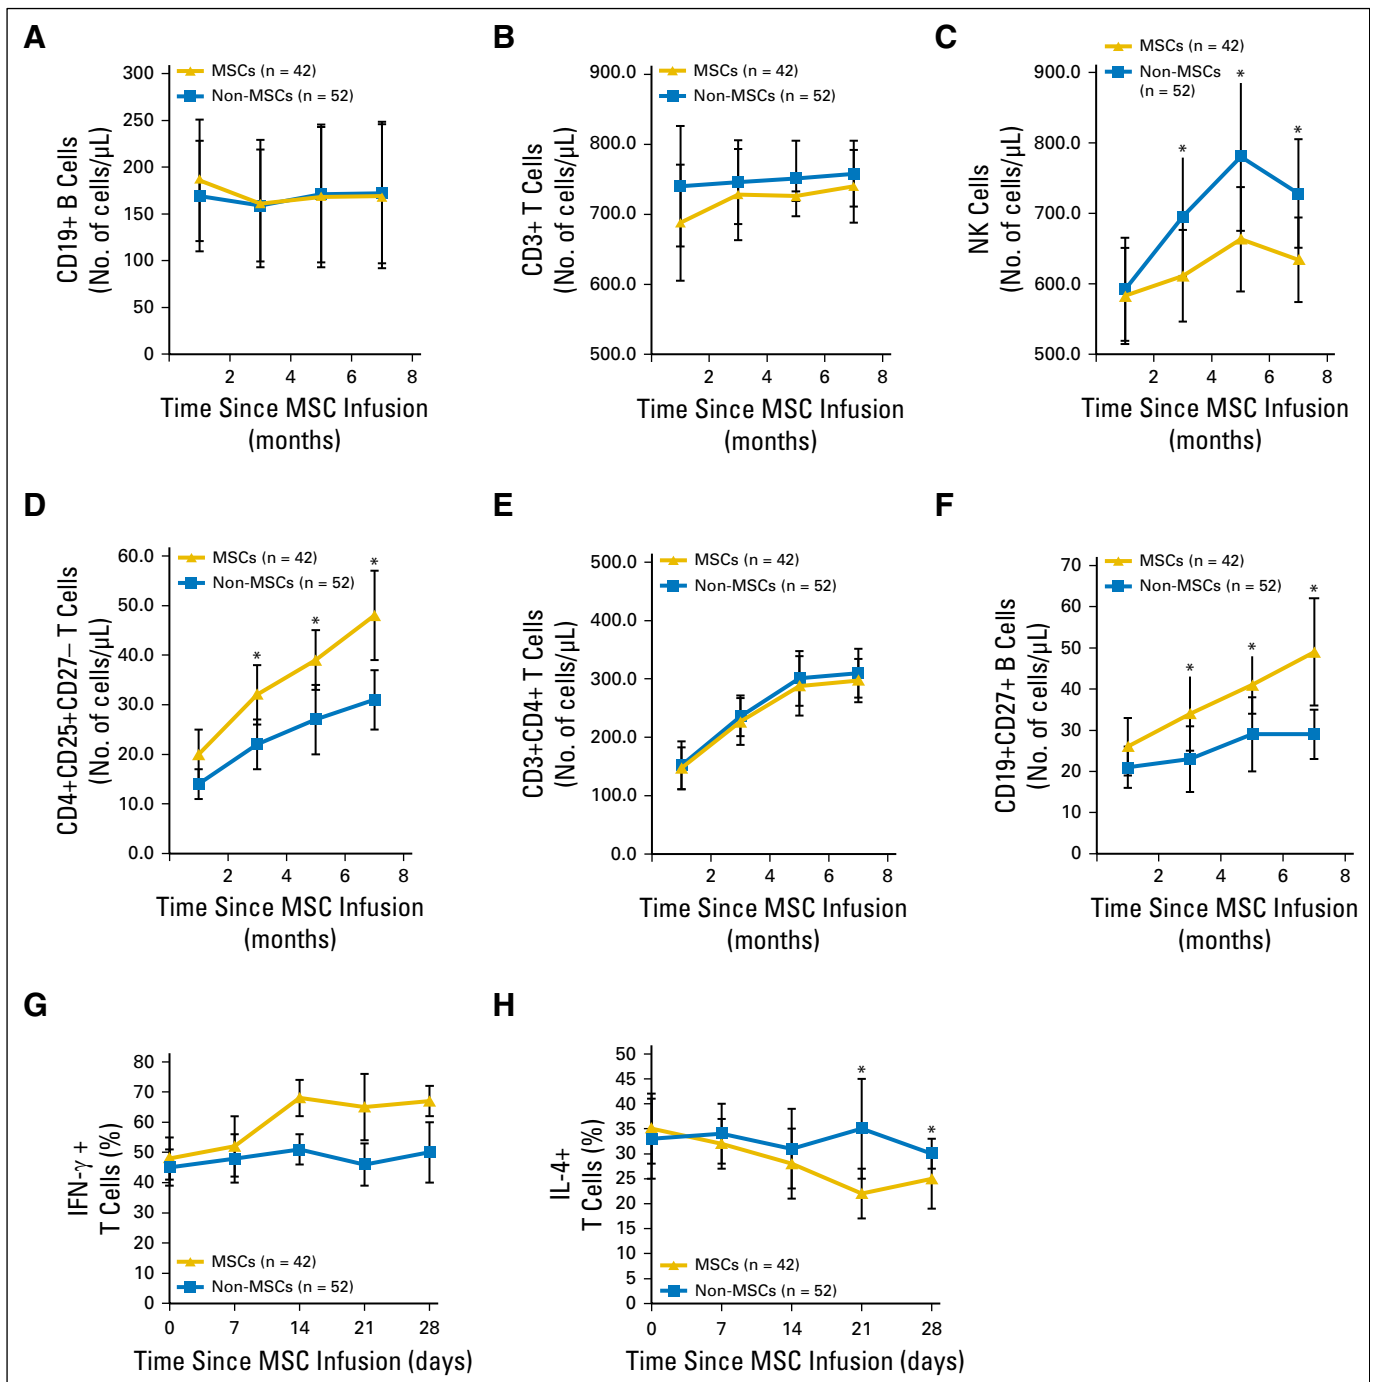 A
CD19+ B Cells
(No. of cells/µL)
300
250
200
150
100
50
0
MSCs (n = 42)
Non-MSCs (n = 52)
2 4 6 8
Time Since MSC Infusion
(months)
B
CD3+ T Cells
(No. of cells/µL)
900.0
800.0
700.0
600.0
500.0
MSCs (n = 42)
Non-MSCs (n = 52)
2 4 6 8
Time Since MSC Infusion
(months)
C
NK Cells
(No. of cells/µL)
900.0
800.0
700.0
600.0
500.0
MSCs (n = 42)
Non-MSCs
(n = 52)
*
*
*
2 4 6 8
Time Since MSC Infusion
(months)
D
CD4+CD25+CD27– T Cells
(No. of cells/µL)
60.0
50.0
40.0
30.0
20.0
10.0
0.0
MSCs (n = 42)
Non-MSCs (n = 52)
*
*
*
2 4 6 8
Time Since MSC Infusion
(months)
E
CD3+CD4+ T Cells
(No. of cells/µL)
500.0
400.0
300.0
200.0
100.0
0.0
MSCs (n = 42)
Non-MSCs (n = 52)
2 4 6 8
Time Since MSC Infusion
(months)
F
CD19+CD27+ B Cells
(No. of cells/µL)
70
60
50
40
30
20
10
0
MSCs (n = 42)
Non-MSCs (n = 52)
*
*
*
2 4 6 8
Time Since MSC Infusion
(months)
G
IFN-γ +
T Cells (%)
80
70
60
50
40
30
20
10
0
MSCs (n = 42)
Non-MSCs (n = 52)
0 7 14 21 28
Time Since MSC Infusion (days)
H
IL-4+
T Cells (%)
50
45
40
35
30
25
20
15
10
5
0
*
*
MSCs (n = 42)
Non-MSCs (n = 52)
0 7 14 21 28
Time Since MSC Infusion (days)